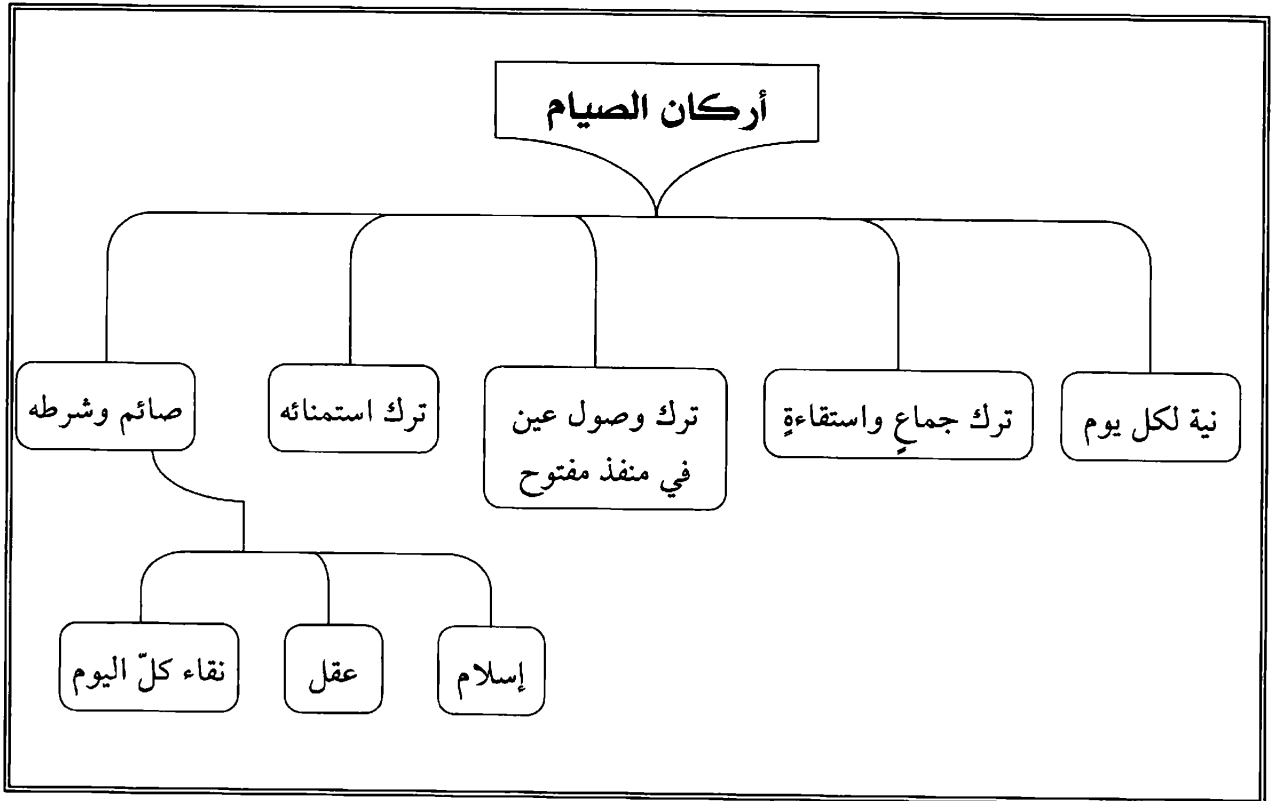 أركان الصيام
نية لكل يوم
ترك جماعٍ واستقاءةٍ
ترك وصول عين
في منفذ مفتوح
ترك استمنائه
صائم وشرطه
إسلام
عقل
نقاء كلّ اليوم